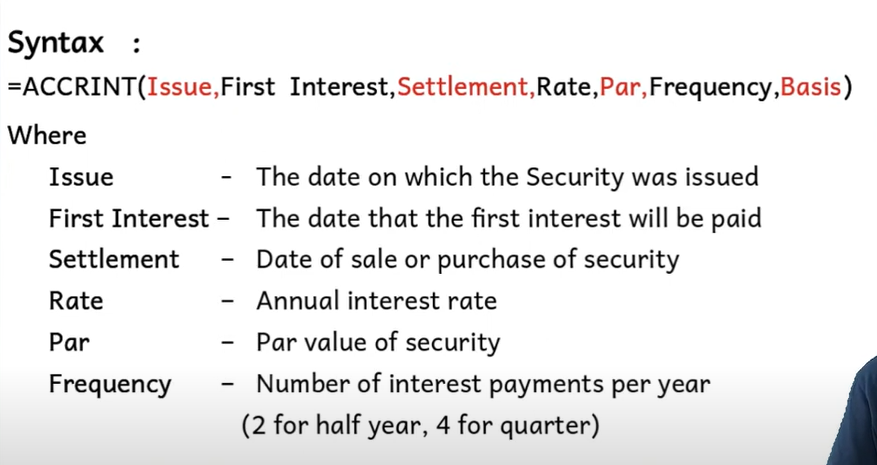 Syntax :
=ACCRINT(Issue,First Interest,Settlement,Rate,Par,Frequency,Basis)
Where
Issue - The date on which the Security was issued
First Interest - The date that the first interest will be paid
Settlement - Date of sale or purchase of security
Rate - Annual interest rate
Par - Par value of security
Frequency - Number of interest payments per year
(2 for half year, 4 for quarter)